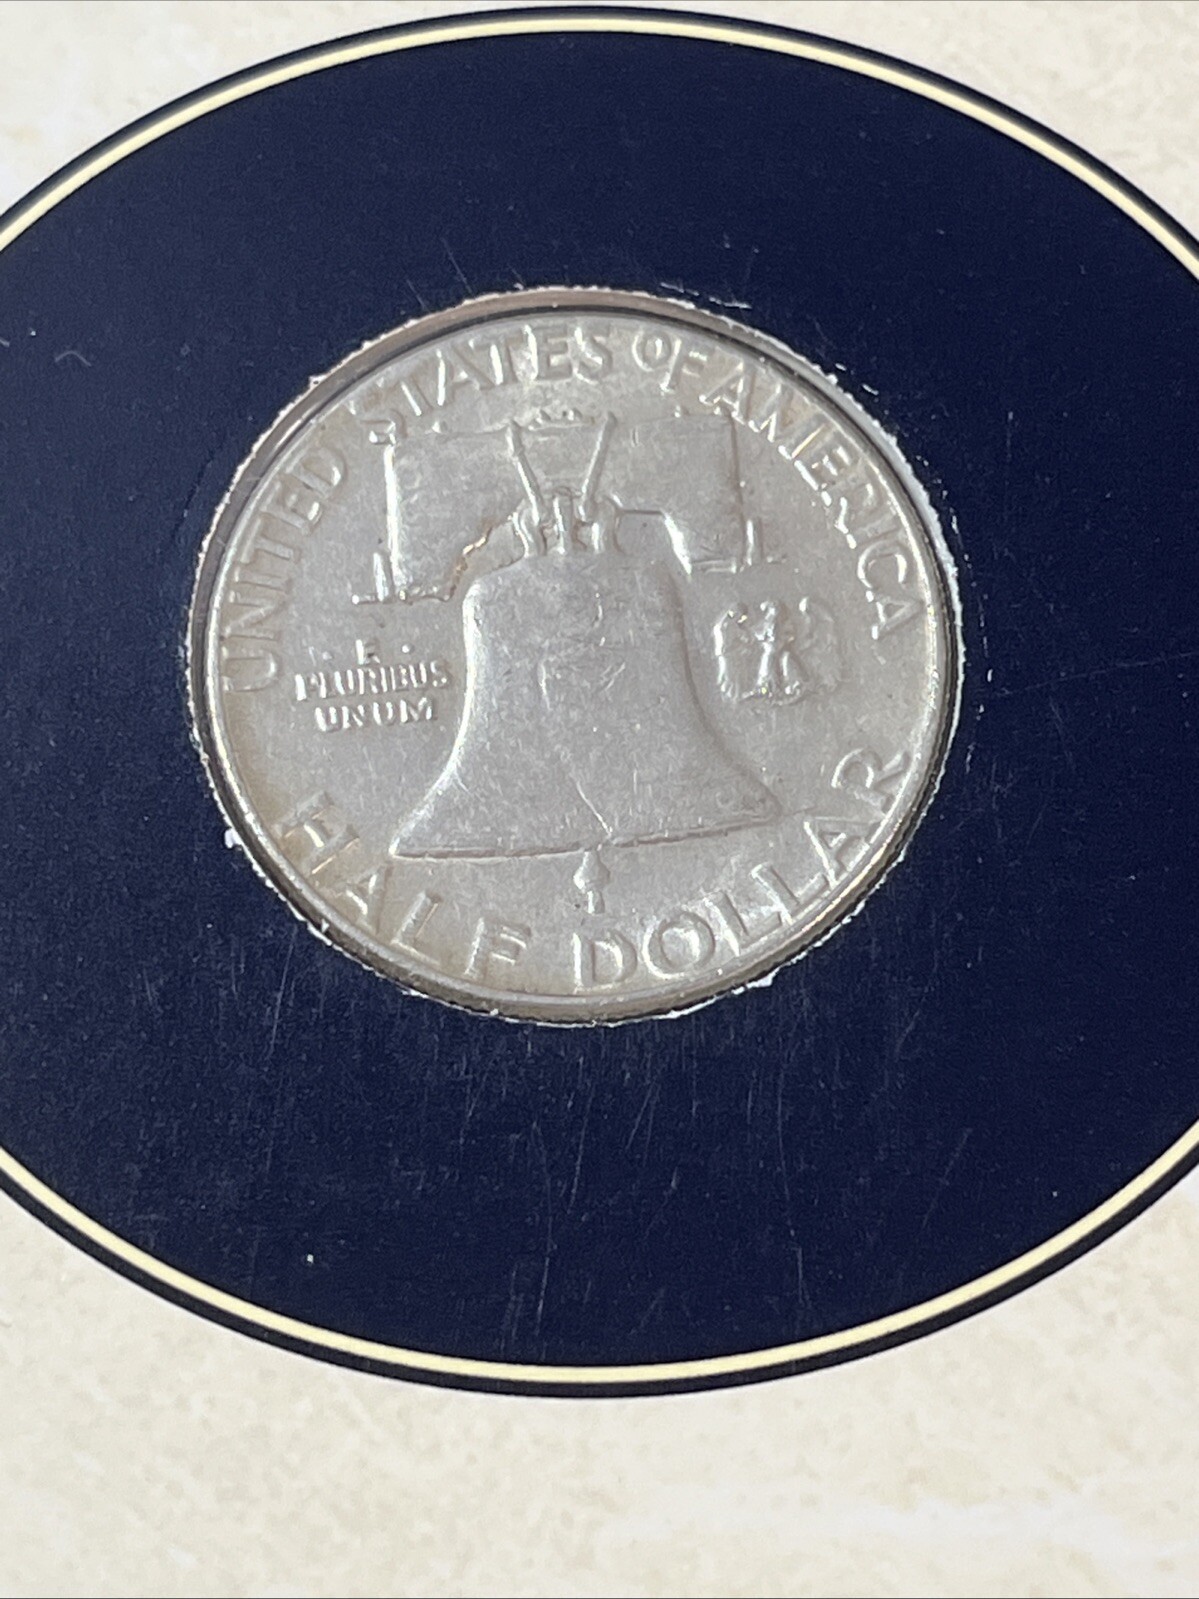 UNITED STATES OF AMERICA
· E ·
PLURIBUS
UNUM
HALF DOLLAR